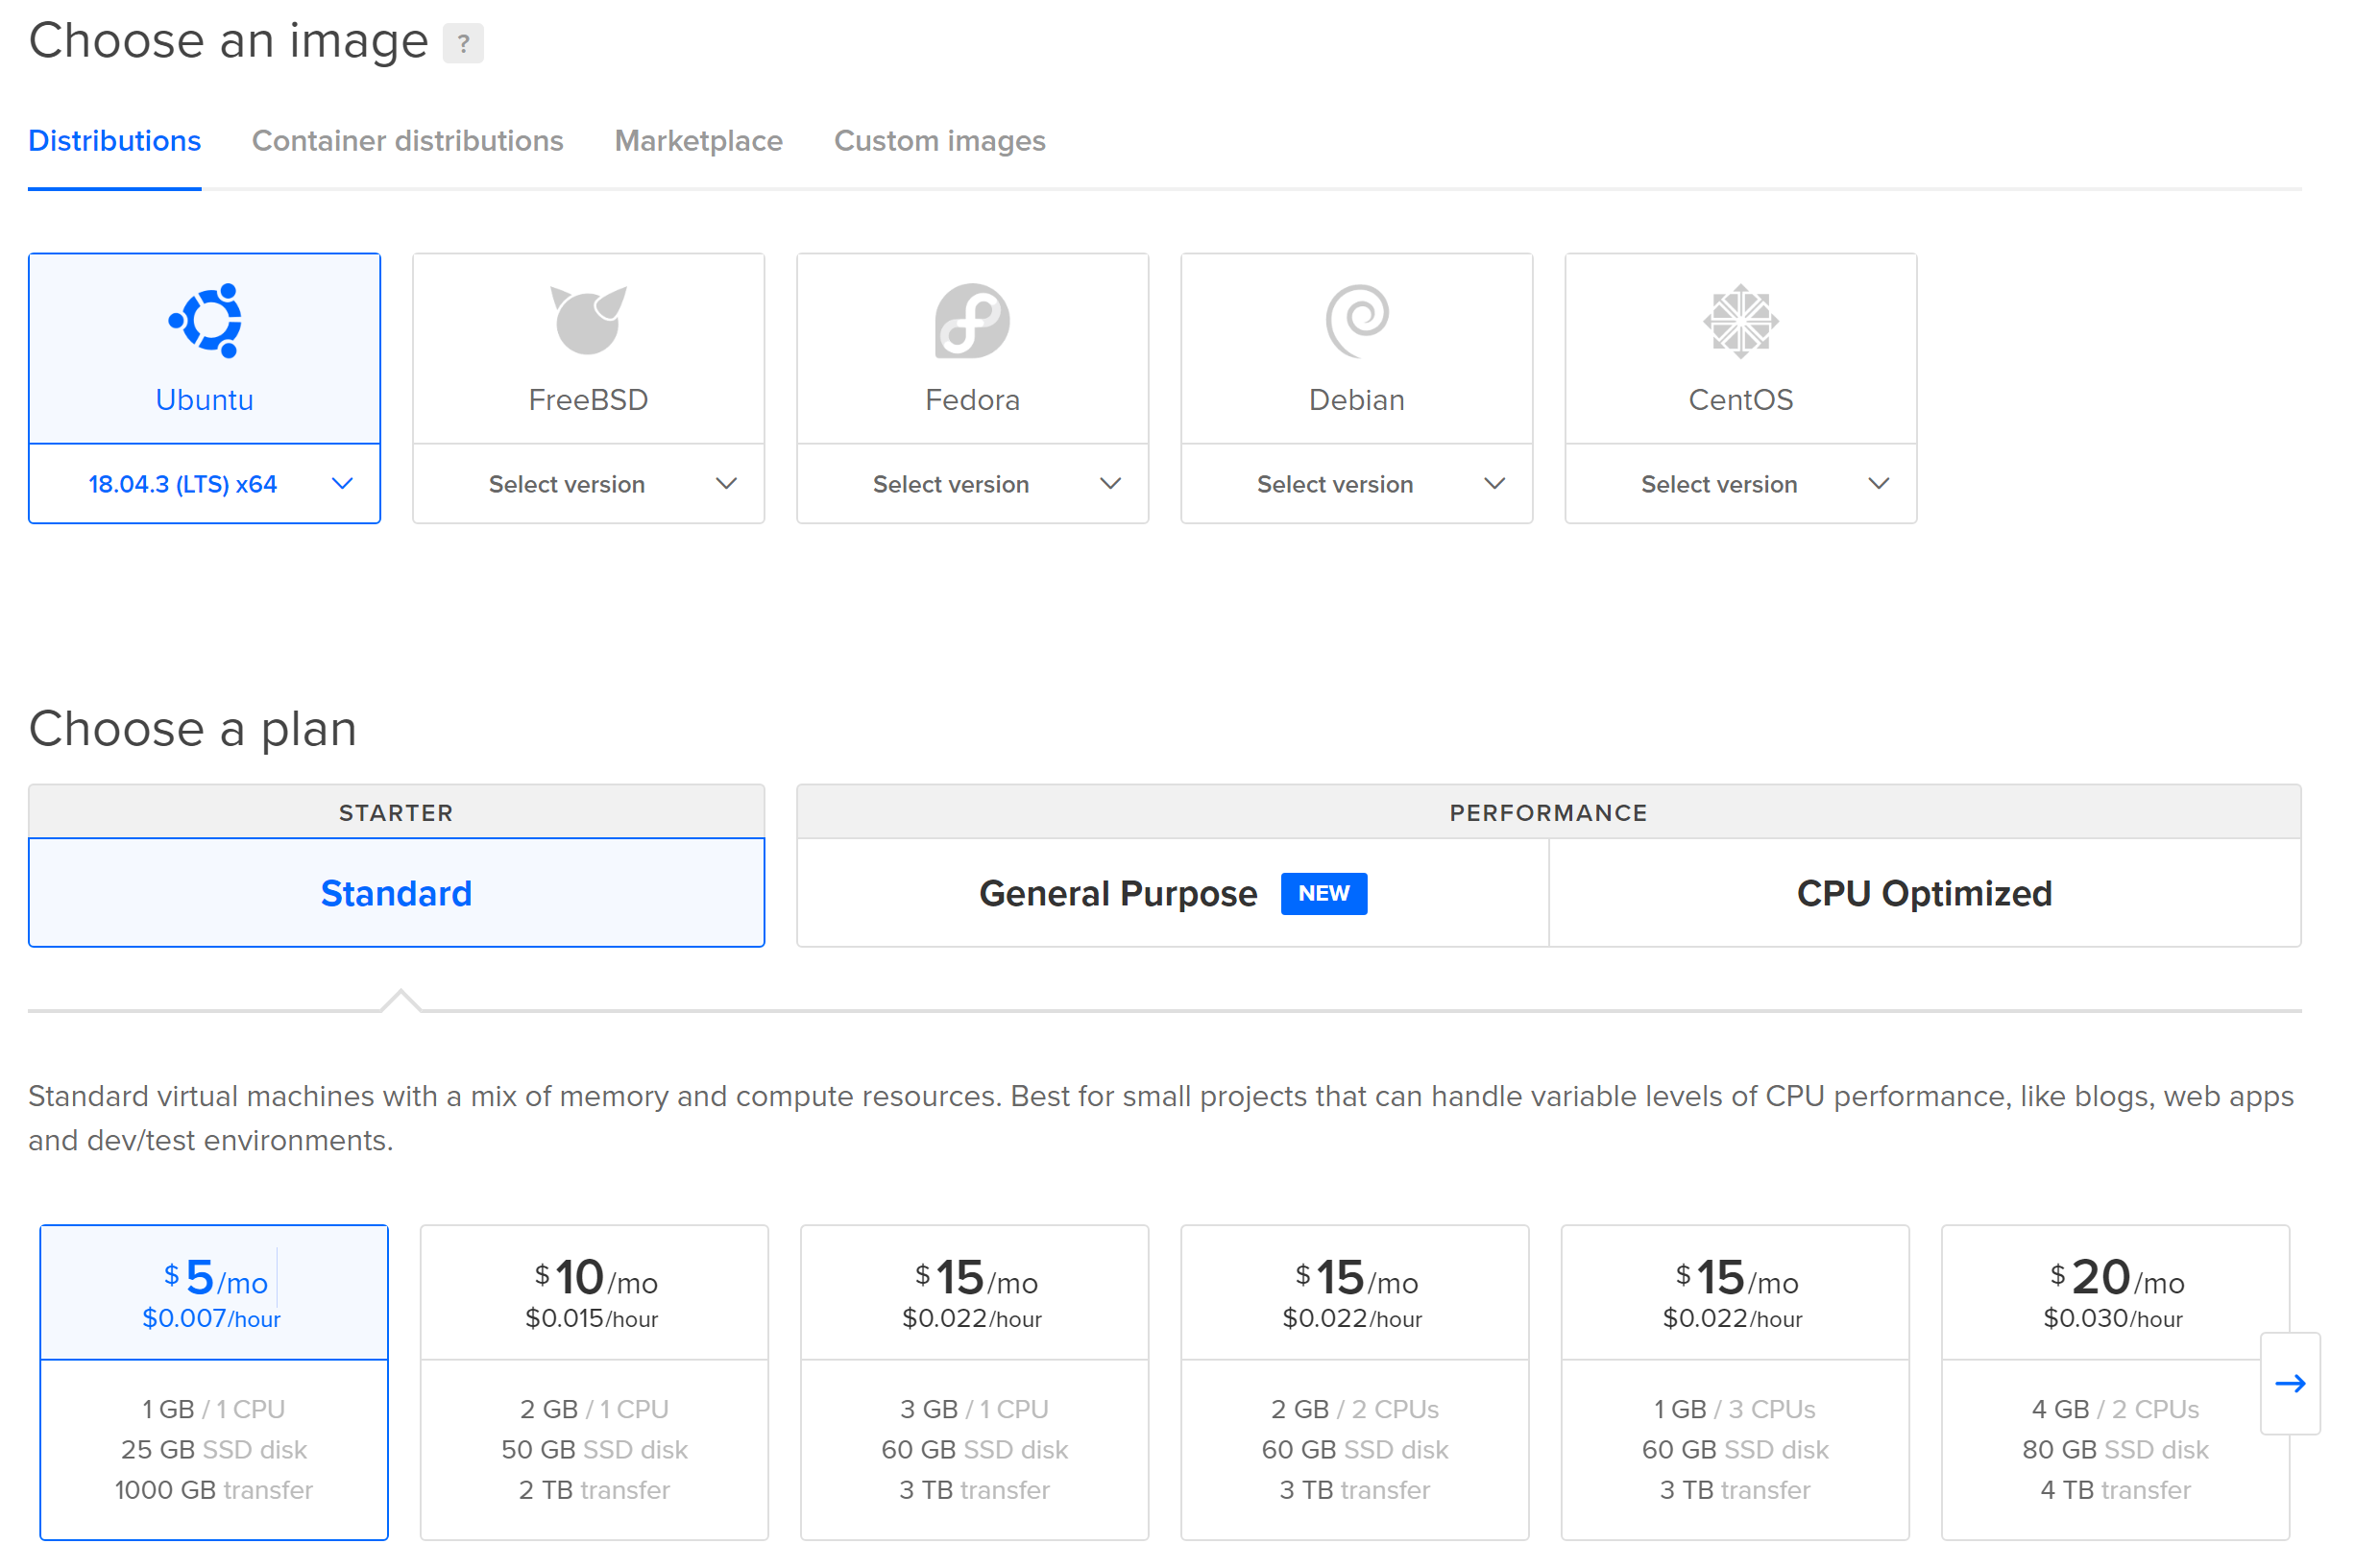 Choose an image ?
Distributions Container distributions Marketplace Custom images
Ubuntu FreeBSD Fedora Debian CentOS
18.04.3 (LTS) x64 Select version Select version Select version Select version
Choose a plan
STARTER PERFORMANCE
Standard General Purpose NEW CPU Optimized
Standard virtual machines with a mix of memory and compute resources. Best for small projects that can handle variable levels of CPU performance, like blogs, web apps
and dev/test environments.
$ 5/mo $ 10/mo $ 15/mo $ 15/mo $ 15/mo $ 20/mo
$0.007/hour $0.015/hour $0.022/hour $0.022/hour $0.022/hour $0.030/hour
1 GB / 1 CPU 2 GB / 1 CPU 3 GB / 1 CPU 2 GB / 2 CPUs 1 GB / 3 CPUs 4 GB / 2 CPUs
25 GB SSD disk 50 GB SSD disk 60 GB SSD disk 60 GB SSD disk 60 GB SSD disk 80 GB SSD disk
1000 GB transfer 2 TB transfer 3 TB transfer 3 TB transfer 3 TB transfer 4 TB transfer